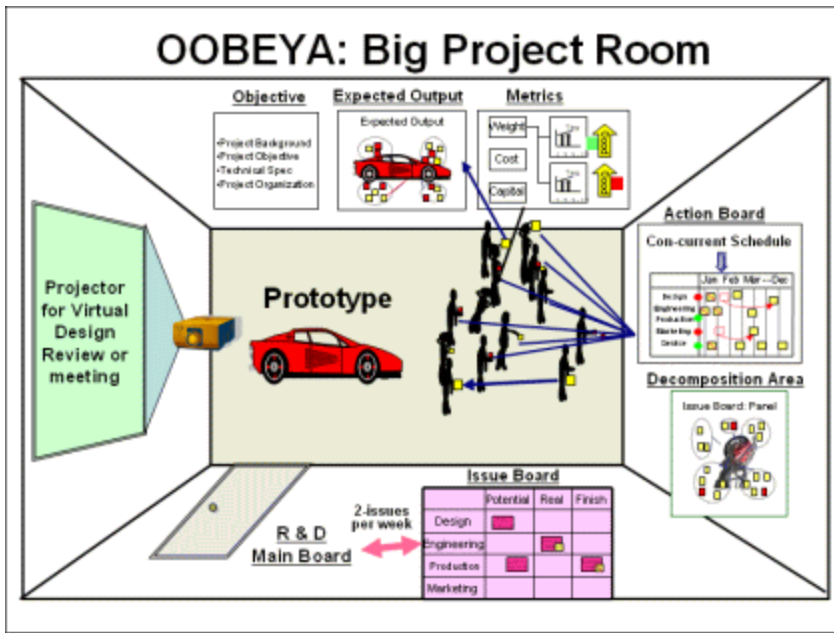 OOBEYA: Big Project Room
Objective
•Project Background
•Project Objective
•Technical Spec
•Project Organization
Expected Output
Expected Output
Metrics
Weight
Cost
Capital
Action Board
Con-current Schedule
Jan Feb Mar --Dec
Design
Engineering
Production
Marketing
Projector
for Virtual
Design
Review or
meeting
Prototype
Decomposition Area
Issue Board: Panel
Issue Board
Potential Real Finish
Design
Engineering
Production
Marketing
2-issues
per week
R & D
Main Board